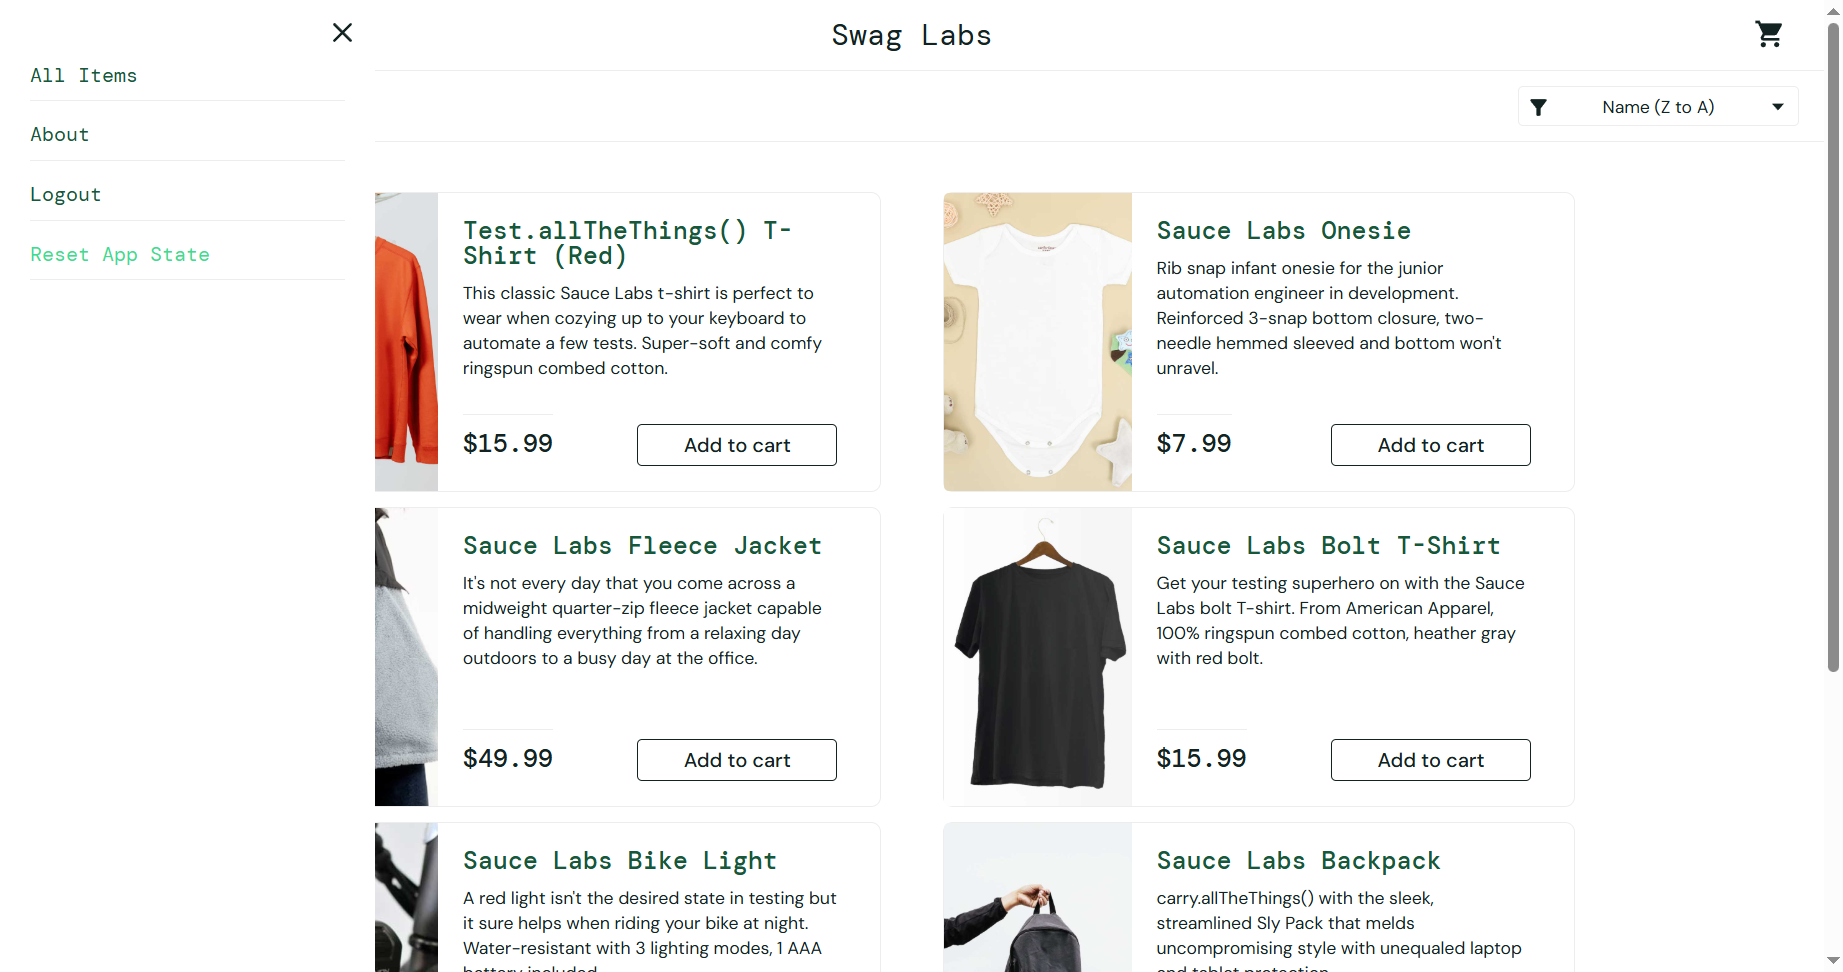 All Items
About
Logout
Reset App State
Swag Labs
Name (Z to A)
Test.allTheThings() T-
Shirt (Red)
This classic Sauce Labs t-shirt is perfect to
wear when cozying up to your keyboard to
automate a few tests. Super-soft and comfy
ringspun combed cotton.
$15.99
Add to cart
Sauce Labs Onesie
Rib snap infant onesie for the junior
automation engineer in development.
Reinforced 3-snap bottom closure, two-
needle hemmed sleeved and bottom won't
unravel.
$7.99
Add to cart
Sauce Labs Fleece Jacket
It's not every day that you come across a
midweight quarter-zip fleece jacket capable
of handling everything from a relaxing day
outdoors to a busy day at the office.
$49.99
Add to cart
Sauce Labs Bolt T-Shirt
Get your testing superhero on with the Sauce
Labs bolt T-shirt. From American Apparel,
100% ringspun combed cotton, heather gray
with red bolt.
$15.99
Add to cart
Sauce Labs Bike Light
A red light isn't the desired state in testing but
it sure helps when riding your bike at night.
Water-resistant with 3 lighting modes, 1 AAA
battery included.
Sauce Labs Backpack
carry.allTheThings() with the sleek,
streamlined Sly Pack that melds
uncompromising style with unequaled laptop
and tablet protection.